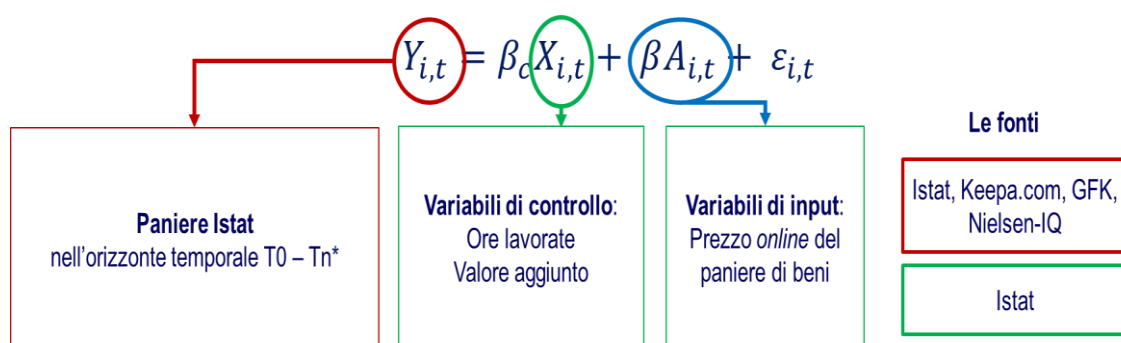 Y_{i,t} = β_c X_{i,t} + β A_{i,t} + ε_{i,t}
Paniere Istat
nell'orizzonte temporale T0 – Tn*
Variabili di controllo:
Ore lavorate
Valore aggiunto
Variabili di input:
Prezzo online del
paniere di beni
Le fonti
Istat, Keepa.com, GFK,
Nielsen-IQ
Istat